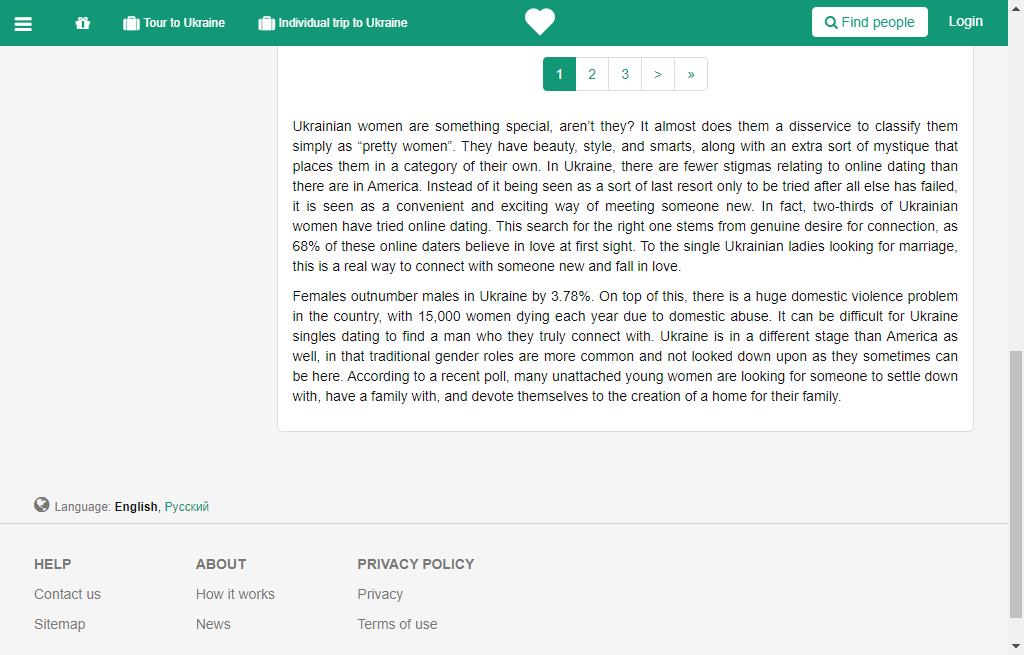 Tour to Ukraine
Individual trip to Ukraine
Find people
Login
1 2 3 > »
Ukrainian women are something special, aren’t they? It almost does them a disservice to classify them
simply as “pretty women”. They have beauty, style, and smarts, along with an extra sort of mystique that
places them in a category of their own. In Ukraine, there are fewer stigmas relating to online dating than
there are in America. Instead of it being seen as a sort of last resort only to be tried after all else has failed,
it is seen as a convenient and exciting way of meeting someone new. In fact, two-thirds of Ukrainian
women have tried online dating. This search for the right one stems from genuine desire for connection, as
68% of these online daters believe in love at first sight. To the single Ukrainian ladies looking for marriage,
this is a real way to connect with someone new and fall in love.
Females outnumber males in Ukraine by 3.78%. On top of this, there is a huge domestic violence problem
in the country, with 15,000 women dying each year due to domestic abuse. It can be difficult for Ukraine
singles dating to find a man who they truly connect with. Ukraine is in a different stage than America as
well, in that traditional gender roles are more common and not looked down upon as they sometimes can
be here. According to a recent poll, many unattached young women are looking for someone to settle down
with, have a family with, and devote themselves to the creation of a home for their family.
Language: English, Русский
HELP
Contact us
Sitemap
ABOUT
How it works
News
PRIVACY POLICY
Privacy
Terms of use